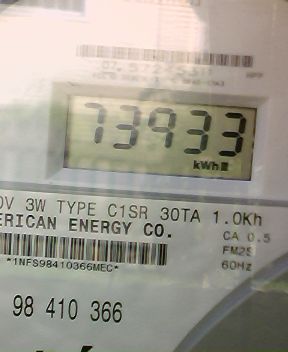 73933
kWh
0V 3W TYPE C1SR 30TA 1.0Kh
ERICAN ENERGY CO.
CA 0.5
FM2S
*1NFS98410366MEC*
60Hz
98 410 366